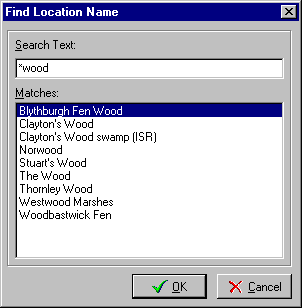 Find Location Name
Search Text:
*wood
Matches:
Blythburgh Fen Wood
Clayton's Wood
Clayton's Wood swamp (ISR)
Norwood
Stuart's Wood
The Wood
Thornley Wood
Westwood Marshes
Woodbastwick Fen
OK Cancel